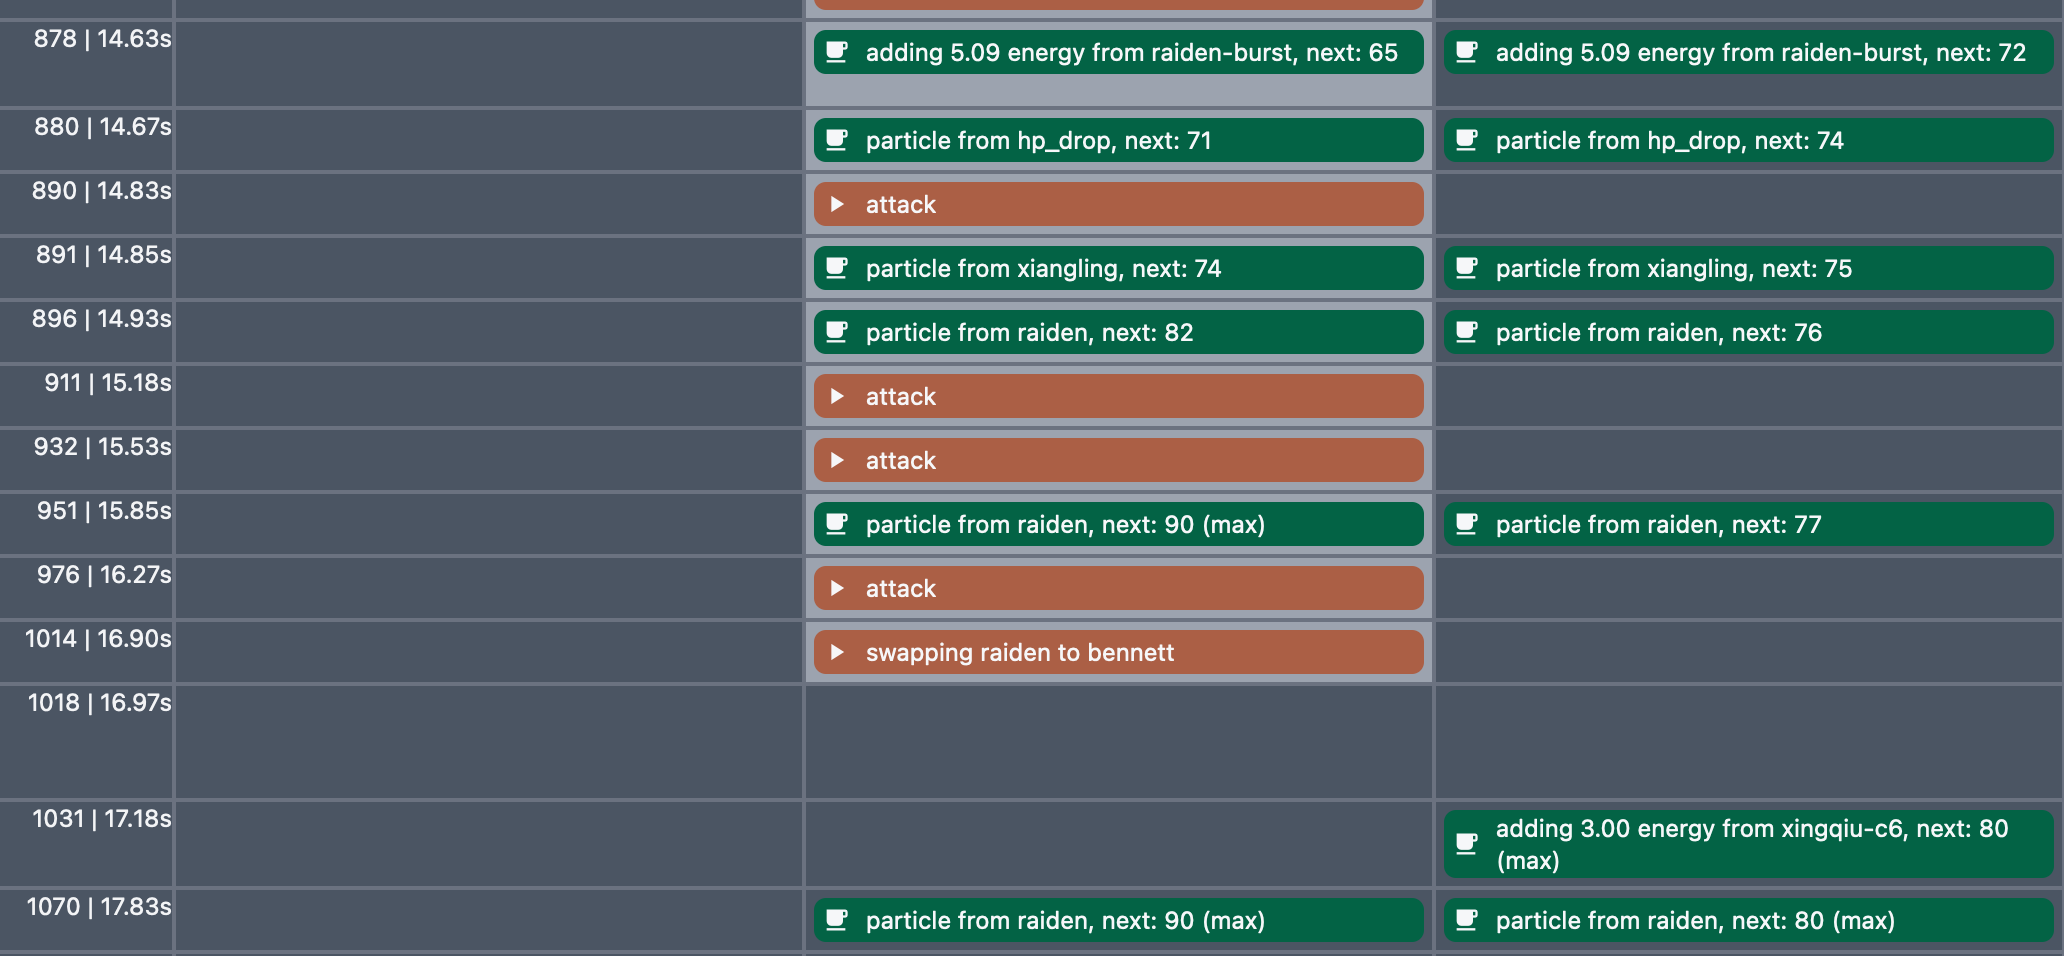 878 | 14.63s
adding 5.09 energy from raiden-burst, next: 65
adding 5.09 energy from raiden-burst, next: 72
880 | 14.67s
particle from hp_drop, next: 71
particle from hp_drop, next: 74
890 | 14.83s
attack
891 | 14.85s
particle from xiangling, next: 74
particle from xiangling, next: 75
896 | 14.93s
particle from raiden, next: 82
particle from raiden, next: 76
911 | 15.18s
attack
932 | 15.53s
attack
951 | 15.85s
particle from raiden, next: 90 (max)
particle from raiden, next: 77
976 | 16.27s
attack
1014 | 16.90s
swapping raiden to bennett
1018 | 16.97s
1031 | 17.18s
adding 3.00 energy from xingqiu-c6, next: 80
(max)
1070 | 17.83s
particle from raiden, next: 90 (max)
particle from raiden, next: 80 (max)